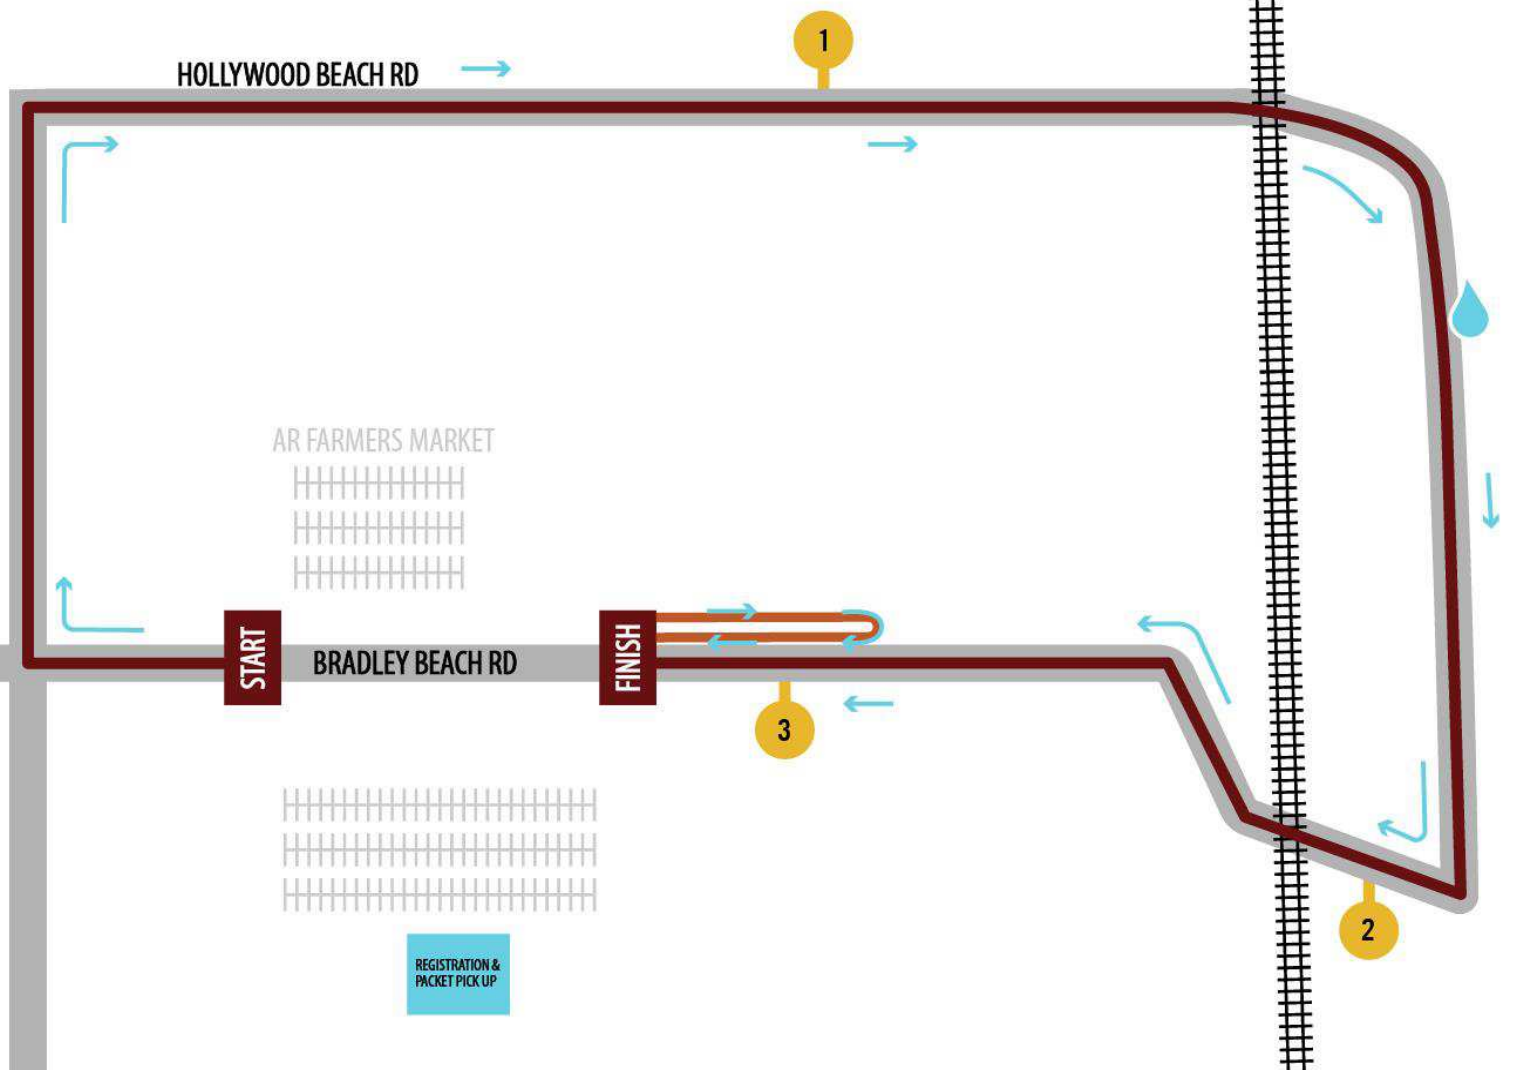 1
HOLLYWOOD BEACH RD
AR FARMERS MARKET
START
BRADLEY BEACH RD
FINISH
3
2
REGISTRATION &
PACKET PICK UP